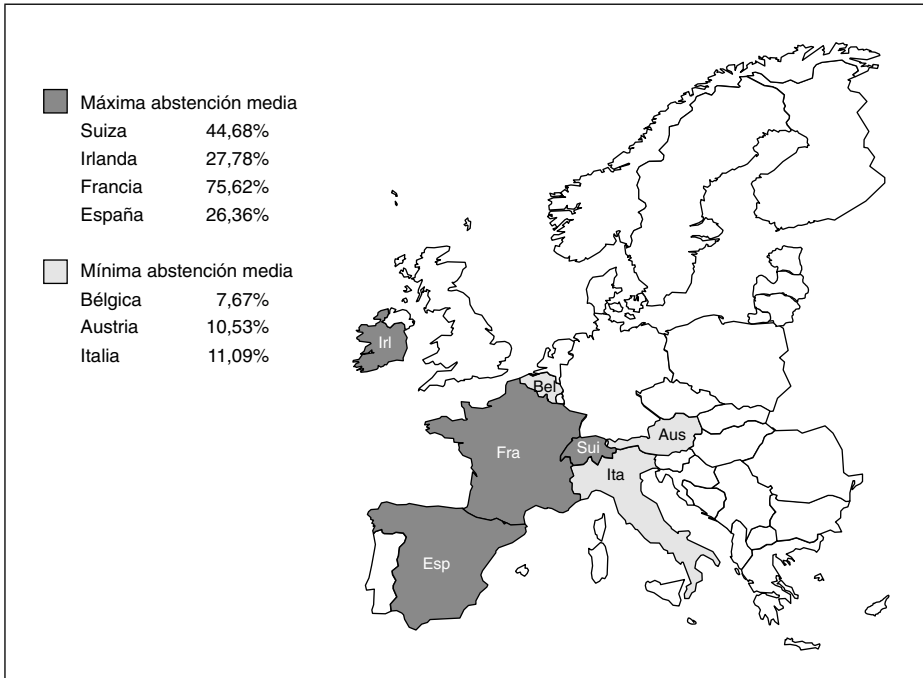 Máxima abstención media
Suiza 44,68%
Irlanda 27,78%
Francia 75,62%
España 26,36%
Mínima abstención media
Bélgica 7,67%
Austria 10,53%
Italia 11,09%
Irl
Bel
Fra
Sui
Aus
Ita
Esp